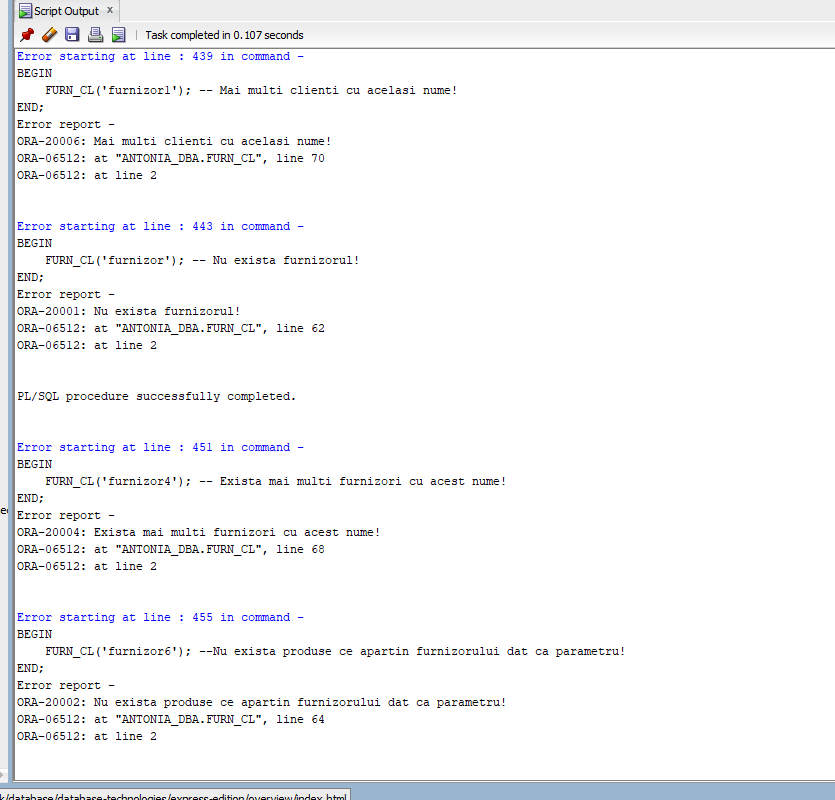 Script Output x
Task completed in 0.107 seconds
Error starting at line : 439 in command -
BEGIN
    FURN_CL('furnizor1'); -- Mai multi clienti cu acelasi nume!
END;
Error report -
ORA-20006: Mai multi clienti cu acelasi nume!
ORA-06512: at "ANTONIA_DBA.FURN_CL", line 70
ORA-06512: at line 2
Error starting at line : 443 in command -
BEGIN
    FURN_CL('furnizor'); -- Nu exista furnizorul!
END;
Error report -
ORA-20001: Nu exista furnizorul!
ORA-06512: at "ANTONIA_DBA.FURN_CL", line 62
ORA-06512: at line 2
PL/SQL procedure successfully completed.
Error starting at line : 451 in command -
BEGIN
    FURN_CL('furnizor4'); -- Exista mai multi furnizori cu acest nume!
END;
Error report -
ORA-20004: Exista mai multi furnizori cu acest nume!
ORA-06512: at "ANTONIA_DBA.FURN_CL", line 68
ORA-06512: at line 2
Error starting at line : 455 in command -
BEGIN
    FURN_CL('furnizor6'); --Nu exista produse ce apartin furnizorului dat ca parametru!
END;
Error report -
ORA-20002: Nu exista produse ce apartin furnizorului dat ca parametru!
ORA-06512: at "ANTONIA_DBA.FURN_CL", line 64
ORA-06512: at line 2
k/database/database-technologies/express-edition/overview/index.html